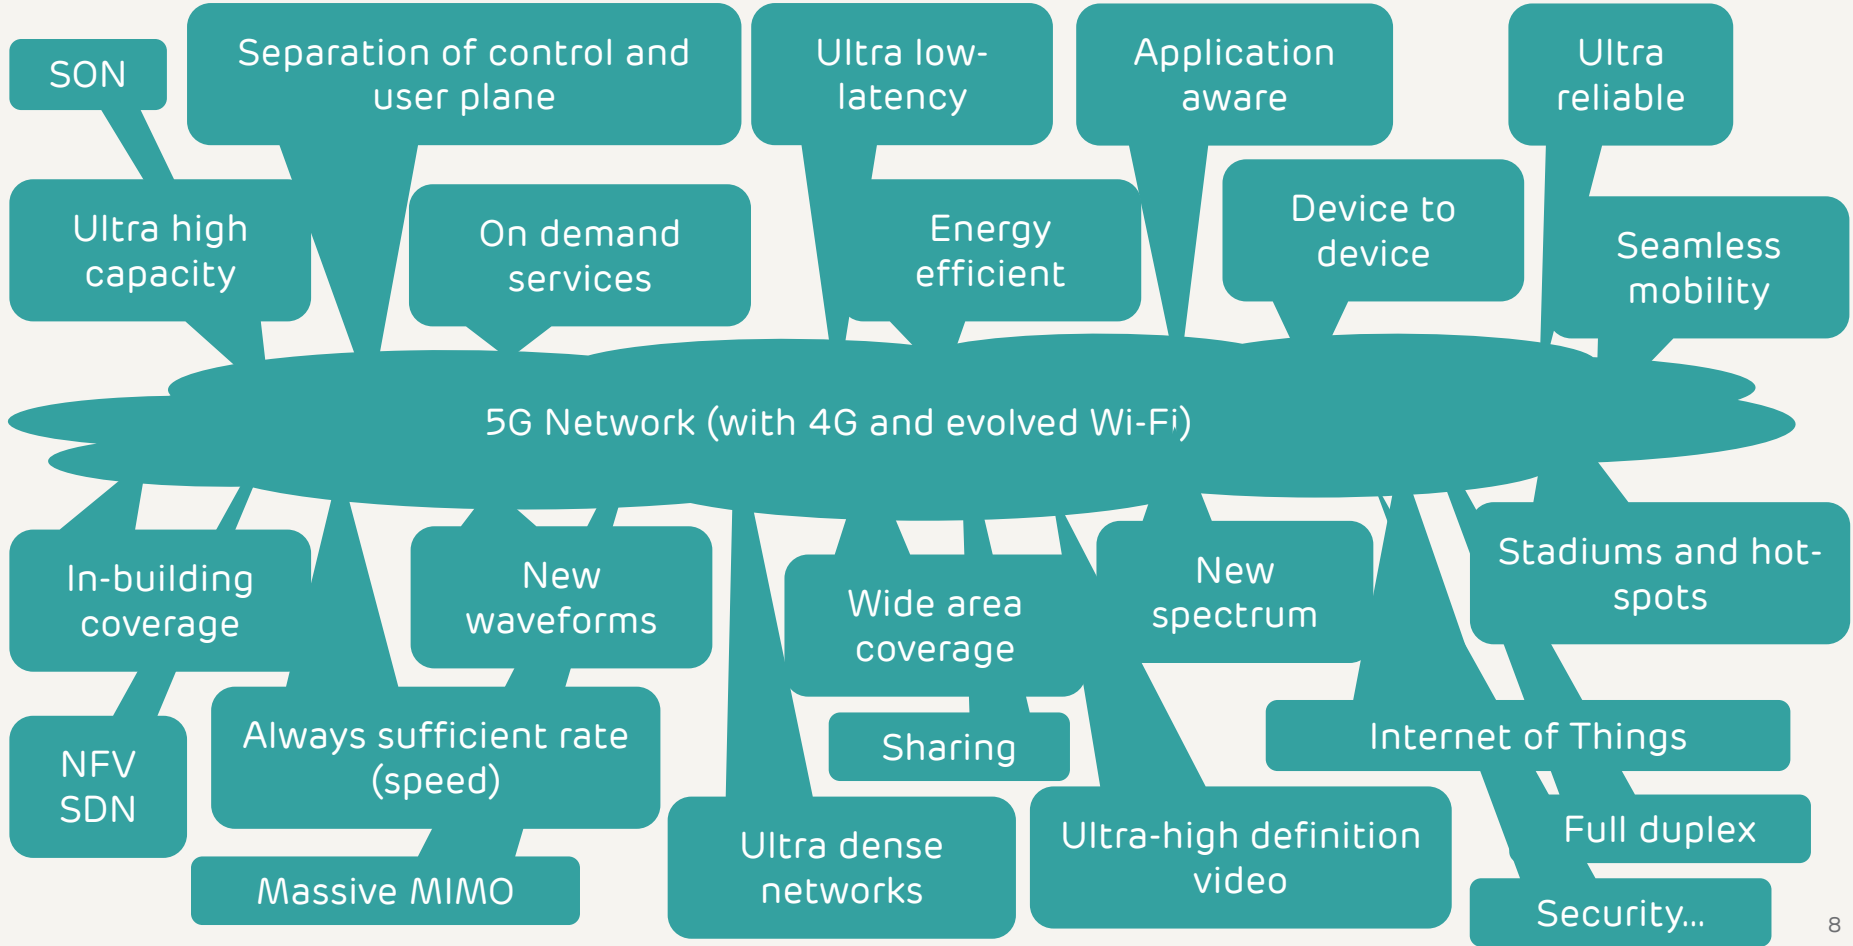 SON
Separation of control and
user plane
Ultra low-
latency
Application
aware
Ultra
reliable
Ultra high
capacity
On demand
services
Energy
efficient
Device to
device
Seamless
mobility
5G Network (with 4G and evolved Wi-Fi)
In-building
coverage
New
waveforms
Wide area
coverage
New
spectrum
Stadiums and hot-
spots
NFV
SDN
Always sufficient rate
(speed)
Sharing
Internet of Things
Massive MIMO
Ultra dense
networks
Ultra-high definition
video
Full duplex
Security...
8